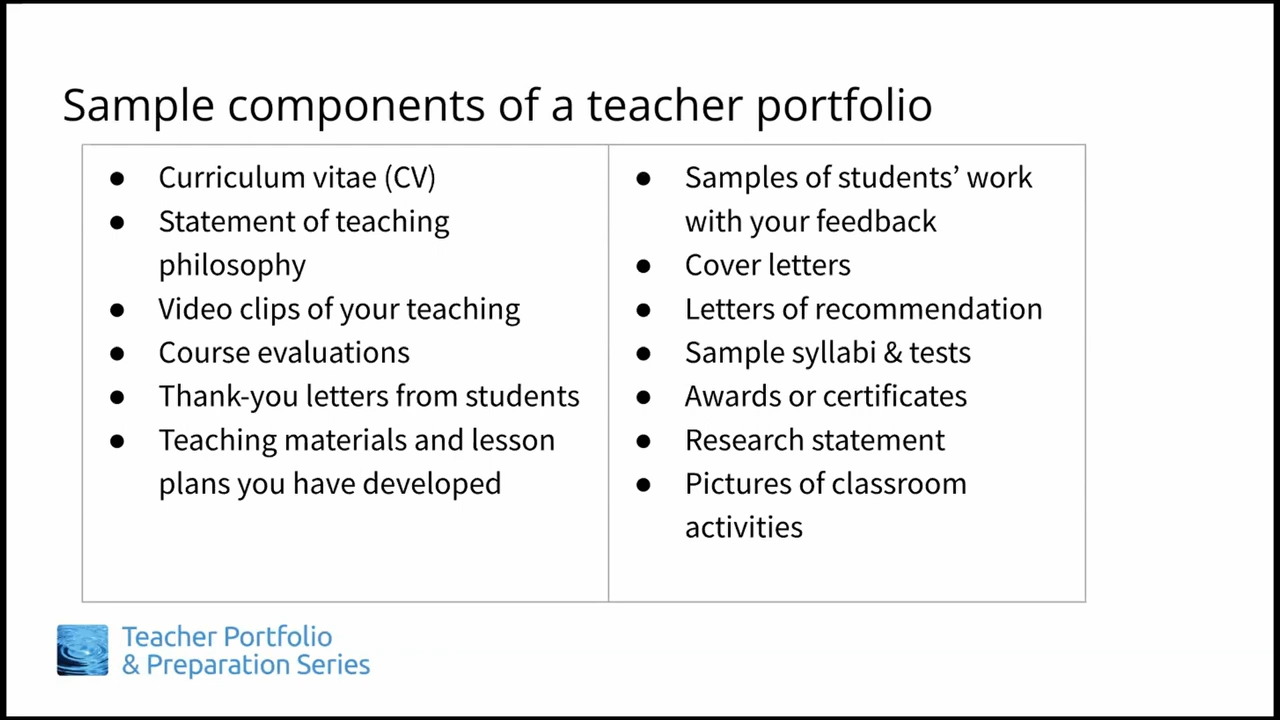 Sample components of a teacher portfolio
● Curriculum vitae (CV)
● Statement of teaching
philosophy
● Video clips of your teaching
● Course evaluations
● Thank-you letters from students
● Teaching materials and lesson
plans you have developed
● Samples of students’ work
with your feedback
● Cover letters
● Letters of recommendation
● Sample syllabi & tests
● Awards or certificates
● Research statement
● Pictures of classroom
activities
Teacher Portfolio
& Preparation Series